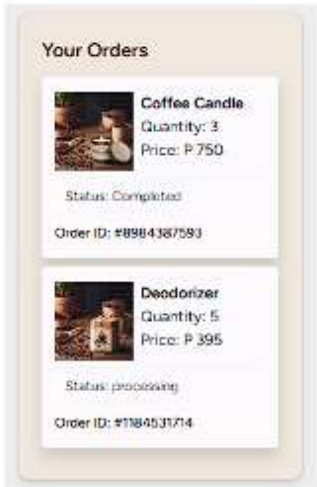 Your Orders
Coffee Candle
Quantity: 3
Price: P 750
Status: Completed
Order ID: #8984387593
Deodorizer
Quantity: 5
Price: P 395
Status: processing
Order ID: #1184531714